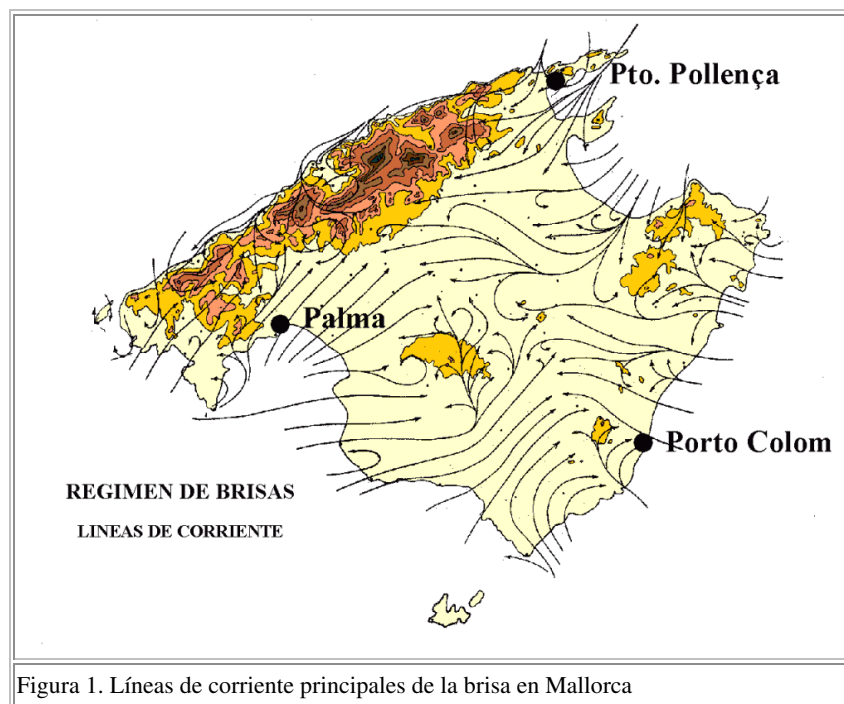 Pto. Pollença
Palma
Porto Colom
REGIMEN DE BRISAS
LINEAS DE CORRIENTE
Figura 1. Líneas de corriente principales de la brisa en Mallorca